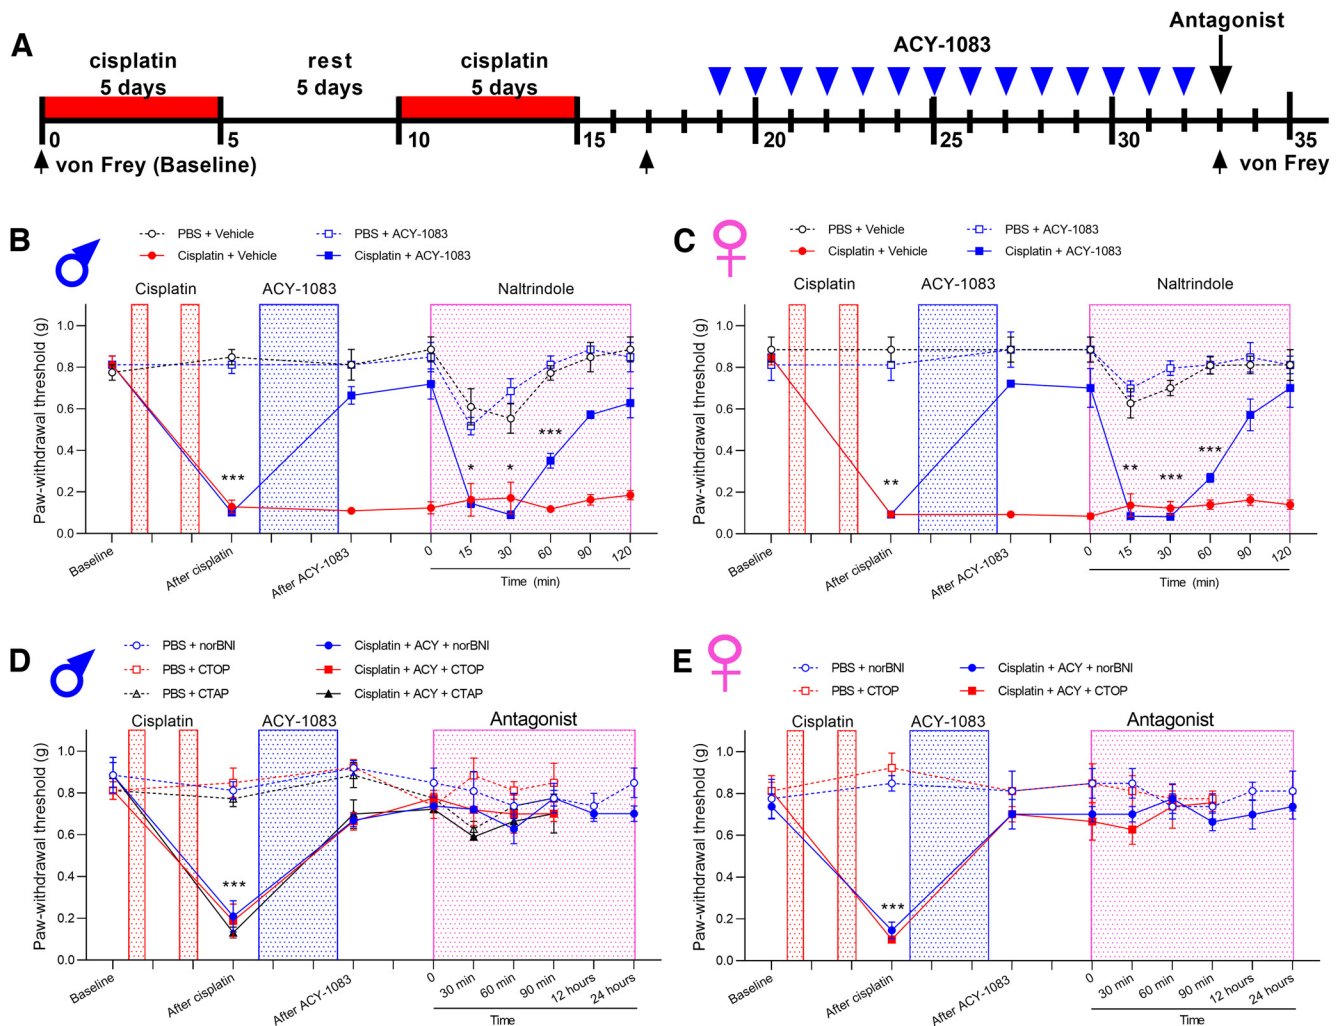 A
cisplatin
5 days
rest
5 days
cisplatin
5 days
ACY-1083
Antagonist
0 5 10 15 20 25 30 35
von Frey (Baseline)
von Frey
B
PBS + Vehicle
PBS + ACY-1083
Cisplatin + Vehicle
Cisplatin + ACY-1083
Cisplatin
ACY-1083
Naltrindole
Paw-withdrawal threshold (g)
1.0
0.8
0.6
0.4
0.2
0.0
***
*
*
***
Baseline
After cisplatin
After ACY-1083
0 15 30 60 90 120
Time (min)
C
PBS + Vehicle
PBS + ACY-1083
Cisplatin + Vehicle
Cisplatin + ACY-1083
Cisplatin
ACY-1083
Naltrindole
Paw-withdrawal threshold (g)
1.0
0.8
0.6
0.4
0.2
0.0
**
**
***
***
Baseline
After cisplatin
After ACY-1083
0 15 30 60 90 120
Time (min)
D
PBS + norBNI
Cisplatin + ACY + norBNI
PBS + CTOP
Cisplatin + ACY + CTOP
PBS + CTAP
Cisplatin + ACY + CTAP
Cisplatin
ACY-1083
Antagonist
Paw-withdrawal threshold (g)
1.0
0.8
0.6
0.4
0.2
0.0
***
Baseline
After cisplatin
After ACY-1083
0 30 min 60 min 90 min 12 hours 24 hours
Time
E
PBS + norBNI
Cisplatin + ACY + norBNI
PBS + CTOP
Cisplatin + ACY + CTOP
Cisplatin
ACY-1083
Antagonist
Paw-withdrawal threshold (g)
1.0
0.8
0.6
0.4
0.2
0.0
***
Baseline
After cisplatin
After ACY-1083
0 30 min 60 min 90 min 12 hours 24 hours
Time